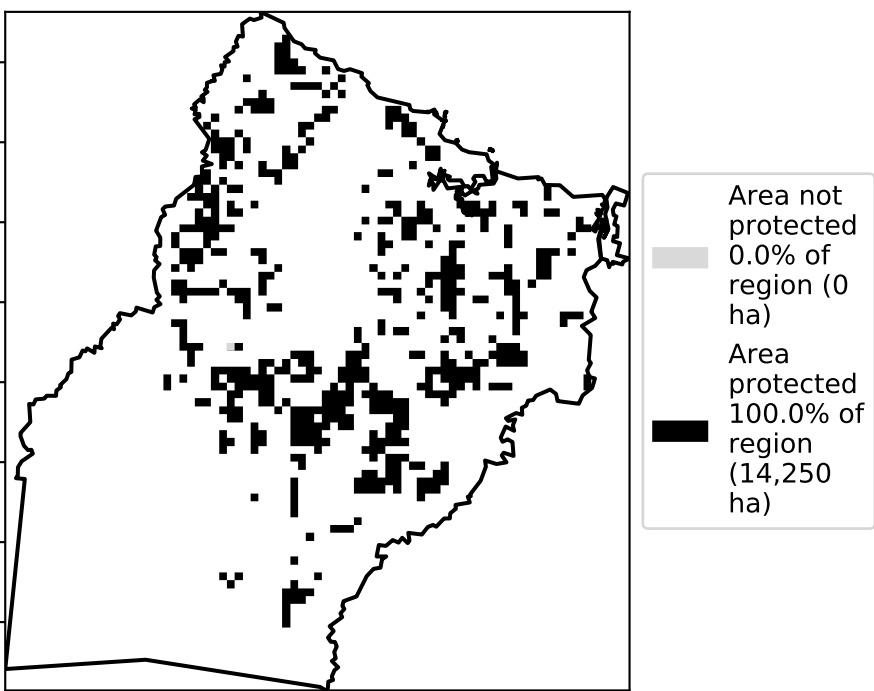 Area not
protected
0.0% of
region (0
ha)
Area
protected
100.0% of
region
(14,250
ha)